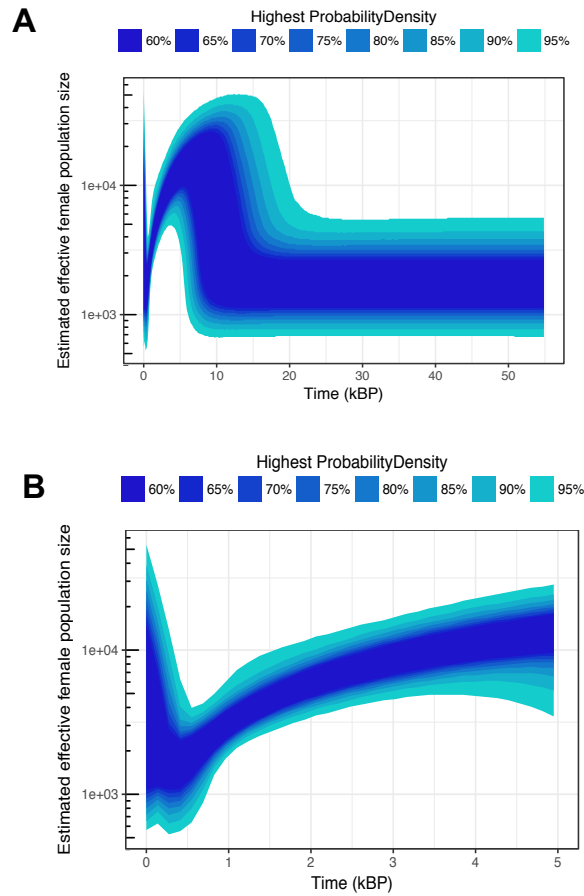 A
Highest ProbabilityDensity
60% 65% 70% 75% 80% 85% 90% 95%
Estimated effective female population size
1e+04
1e+03
0 10 20 30 40 50
Time (kBP)
B
Highest ProbabilityDensity
60% 65% 70% 75% 80% 85% 90% 95%
Estimated effective female population size
1e+04
1e+03
0 1 2 3 4 5
Time (kBP)